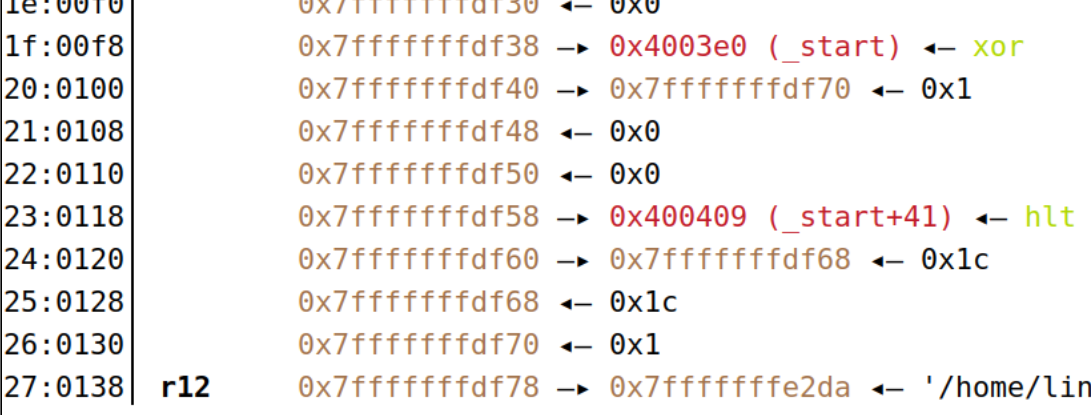 1e:00f0 0x7fffffffdf30 ◂— 0x0
1f:00f8 0x7fffffffdf38 —▸ 0x4003e0 (_start) ◂— xor
20:0100 0x7fffffffdf40 —▸ 0x7fffffffdf70 ◂— 0x1
21:0108 0x7fffffffdf48 ◂— 0x0
22:0110 0x7fffffffdf50 ◂— 0x0
23:0118 0x7fffffffdf58 —▸ 0x400409 (_start+41) ◂— hlt
24:0120 0x7fffffffdf60 —▸ 0x7fffffffdf68 ◂— 0x1c
25:0128 0x7fffffffdf68 ◂— 0x1c
26:0130 0x7fffffffdf70 ◂— 0x1
27:0138 r12 0x7fffffffdf78 —▸ 0x7fffffffe2da ◂— '/home/lin